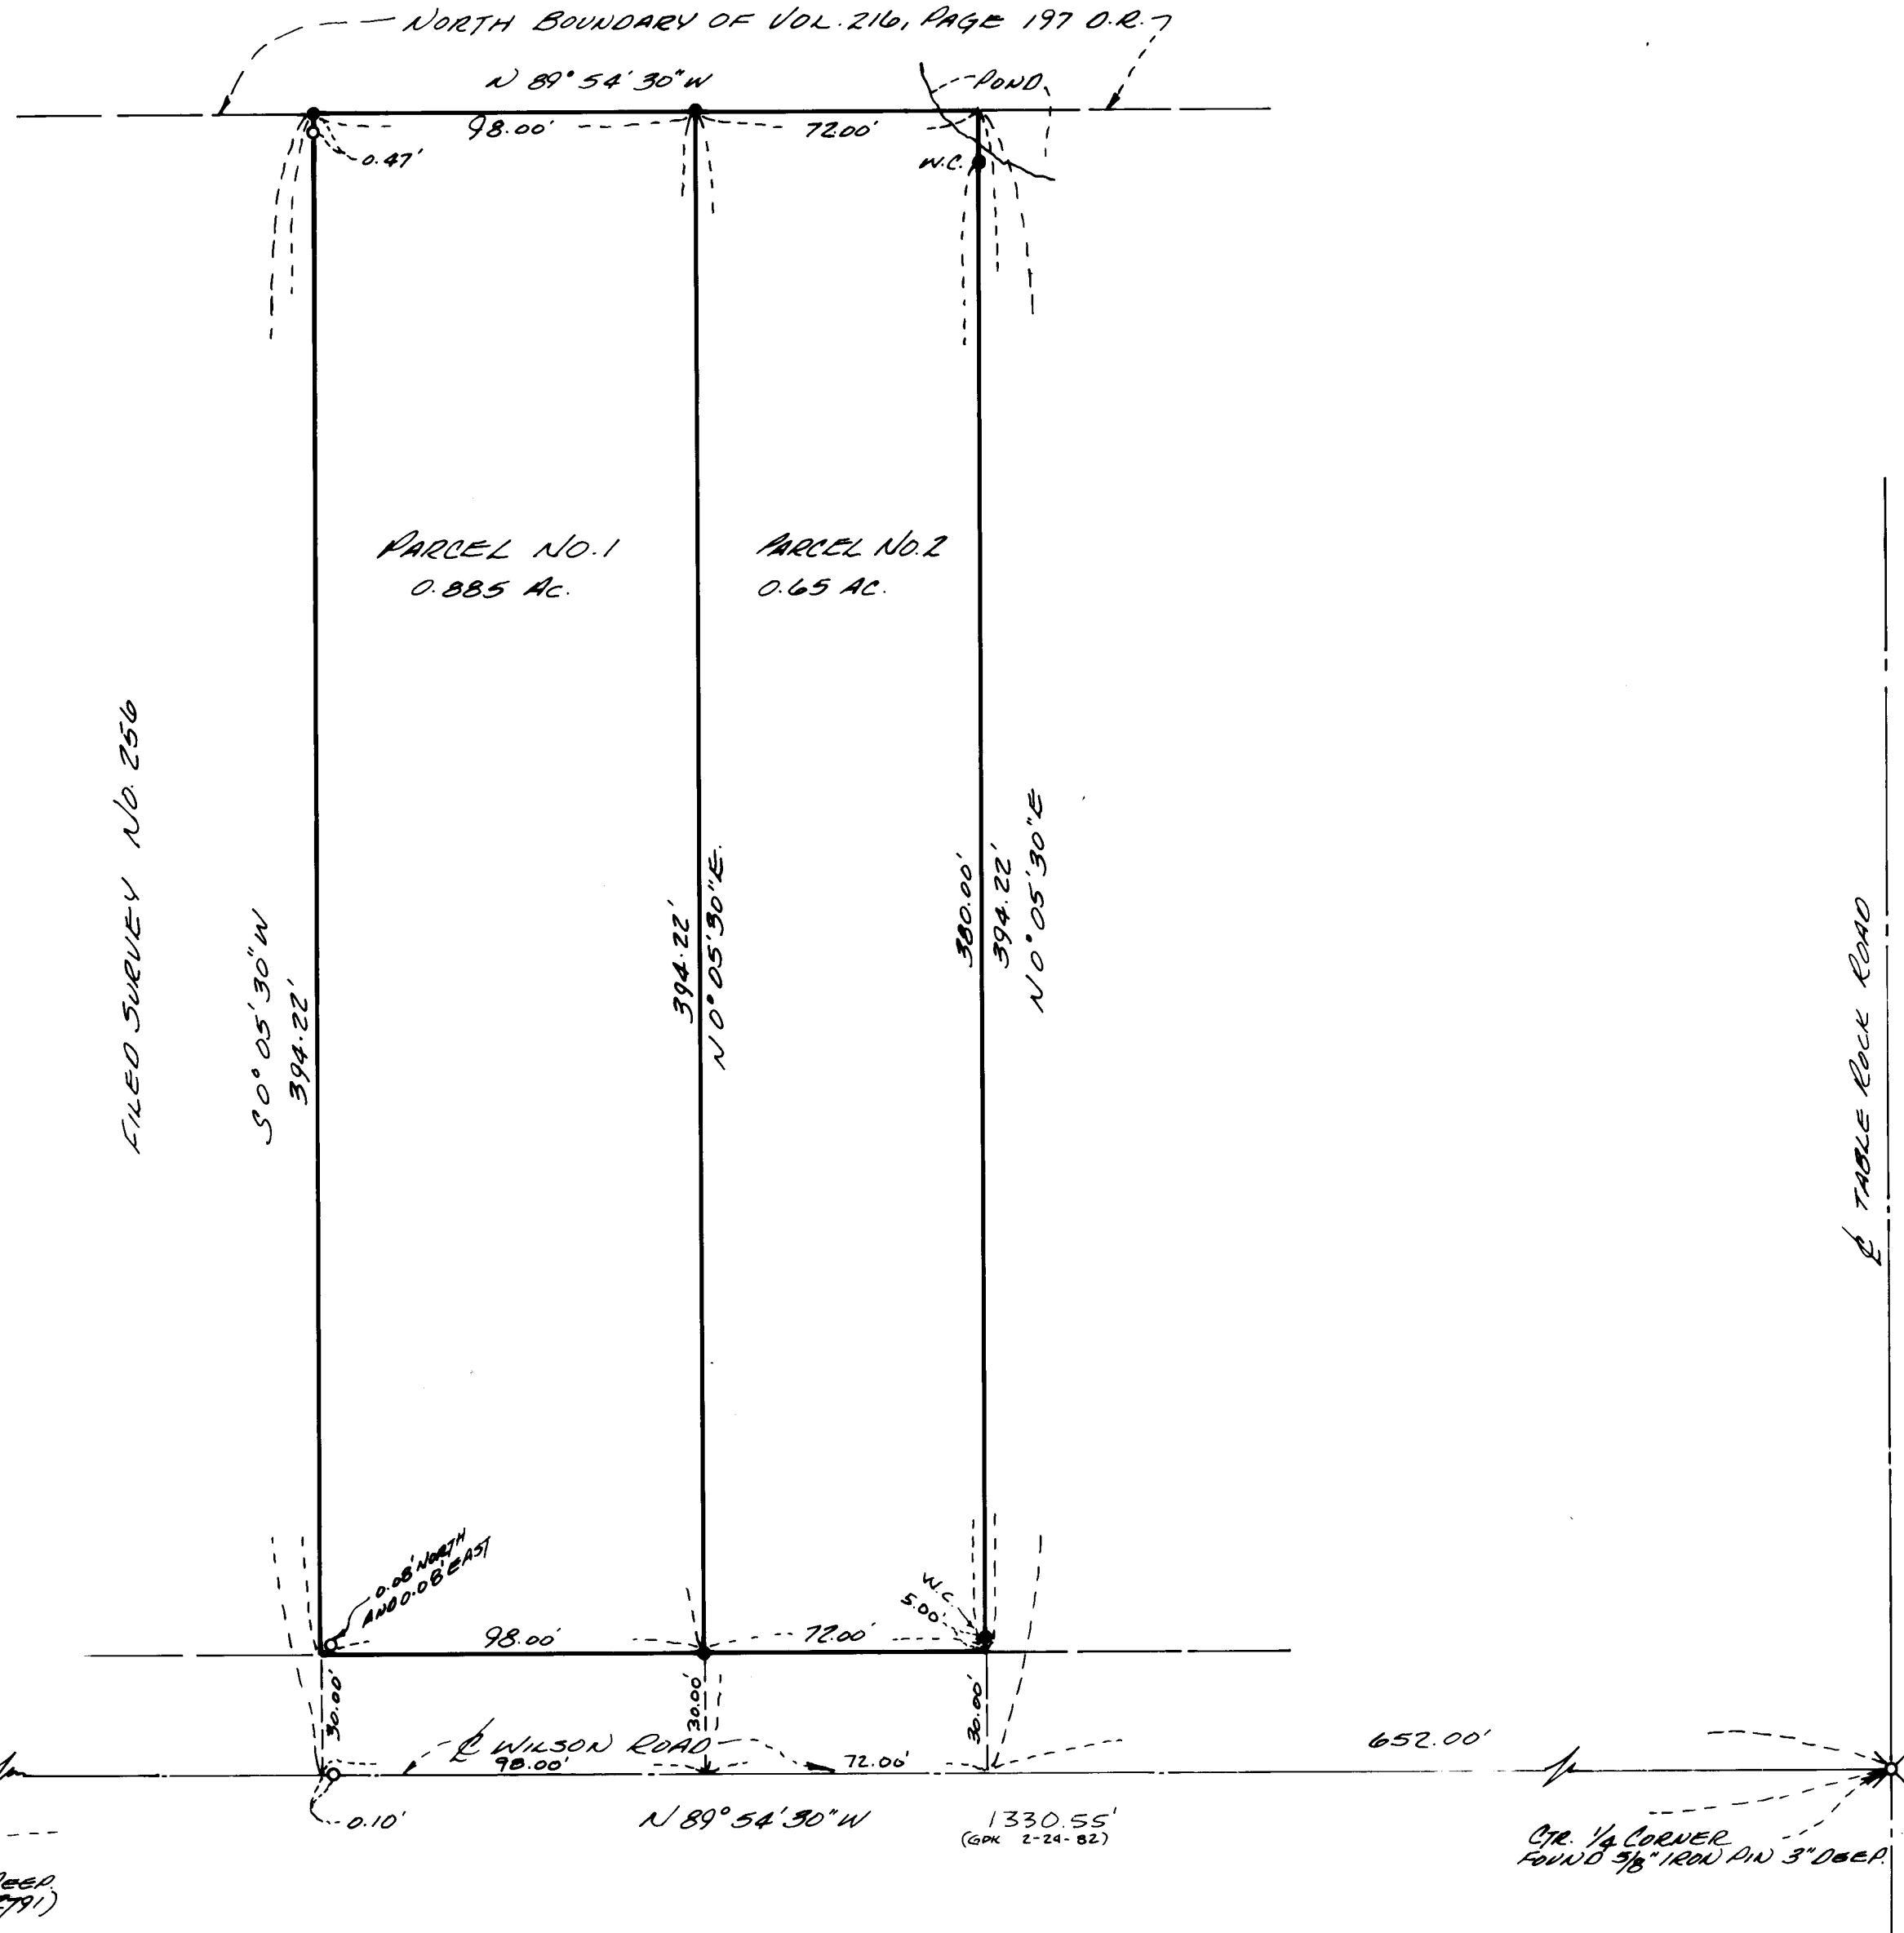 NORTH BOUNDARY OF VOL. 216, PAGE 197 O.R.
N 89° 54' 30" W
POND
98.00'
72.00'
0.47'
W.C.
PARCEL NO. 1
0.885 AC.
PARCEL NO. 2
0.65 AC.
FILED SURVEY NO. 256
S 0° 05' 30" W
394.22'
394.22'
N 0° 05' 30" E.
380.00'
394.22'
N 0° 05' 30" E
℄ TABLE ROCK ROAD
0.08' NORTH
AND 0.08' EAST
W.C.
5.00'
98.00'
72.00'
30.00'
30.00'
30.00'
℄ WILSON ROAD
98.00'
72.00'
652.00'
0.10'
N 89° 54' 30" W
1330.55'
(GDK 2-24-82)
CTR. 1/4 CORNER
FOUND 5/8" IRON PIN 3" DEEP.
EEP.
791)